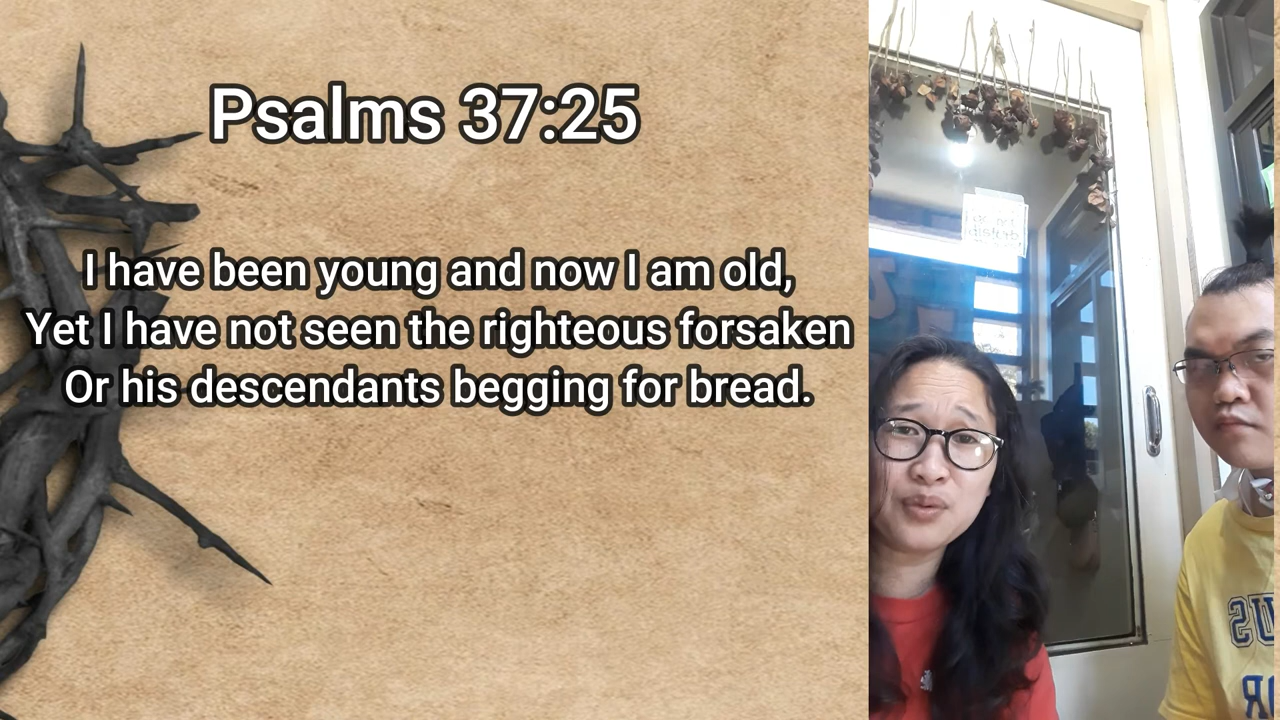 Psalms 37:25
I have been young and now I am old,
Yet I have not seen the righteous forsaken
Or his descendants begging for bread.